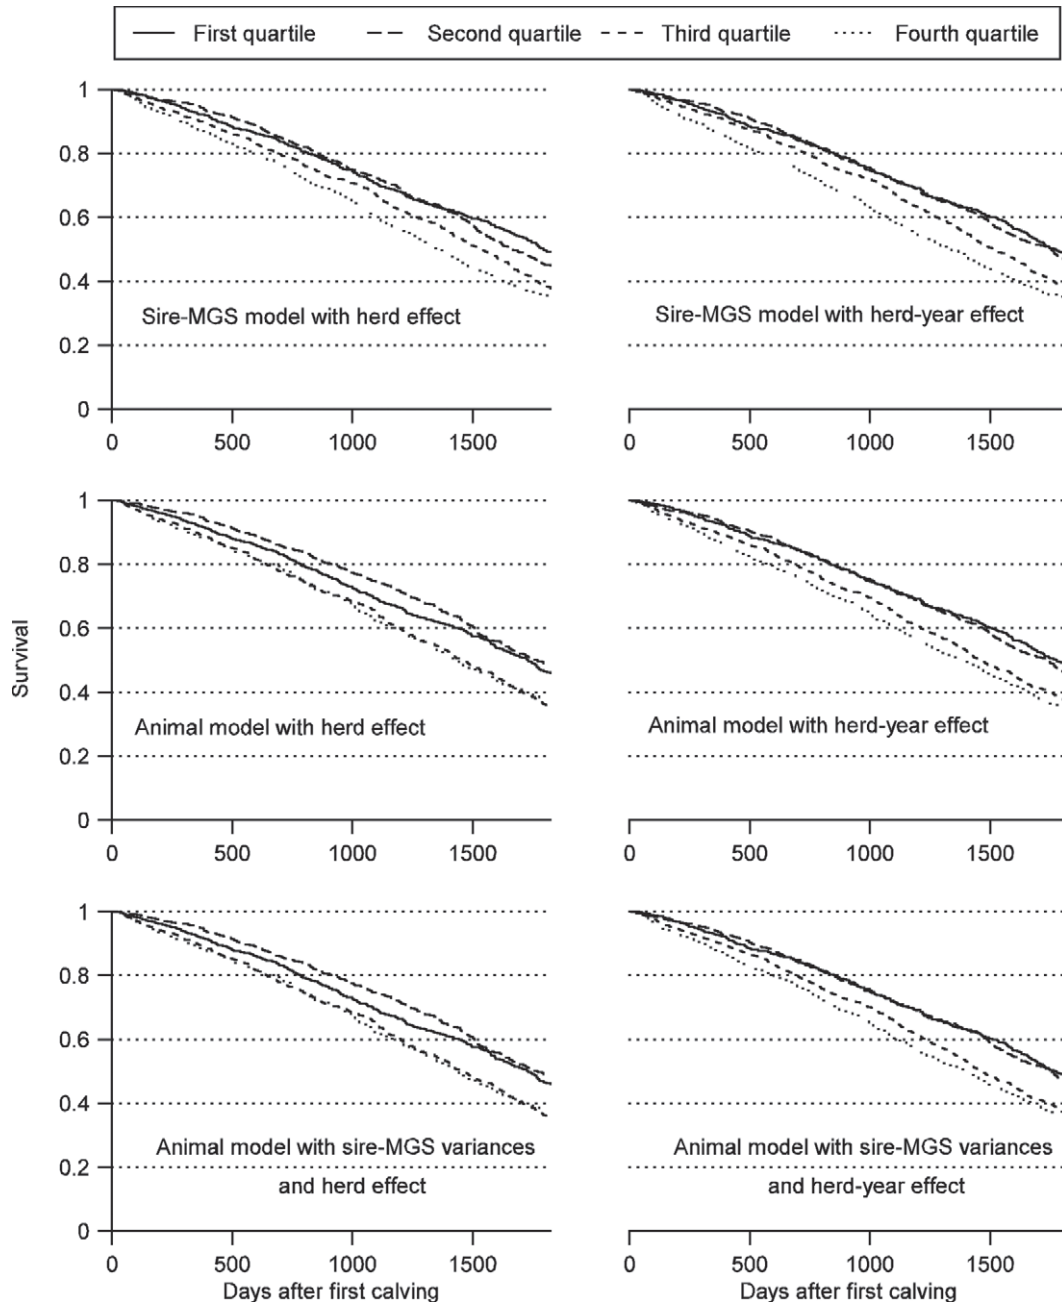 First quartile Second quartile Third quartile Fourth quartile
1
0.8
0.6
0.4
Sire-MGS model with herd effect
0.2
0
0 500 1000 1500
Sire-MGS model with herd-year effect
0 500 1000 1500
Survival
1
0.8
0.6
0.4
Animal model with herd effect
0.2
0
0 500 1000 1500
Animal model with herd-year effect
0 500 1000 1500
1
0.8
0.6
0.4
Animal model with sire-MGS variances
0.2
and herd effect
0
0 500 1000 1500
Days after first calving
Animal model with sire-MGS variances
and herd-year effect
0 500 1000 1500
Days after first calving